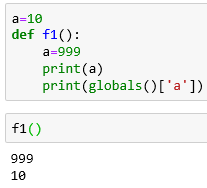 a=10
def f1():
    a=999
    print(a)
    print(globals()['a'])
f1()
999
10